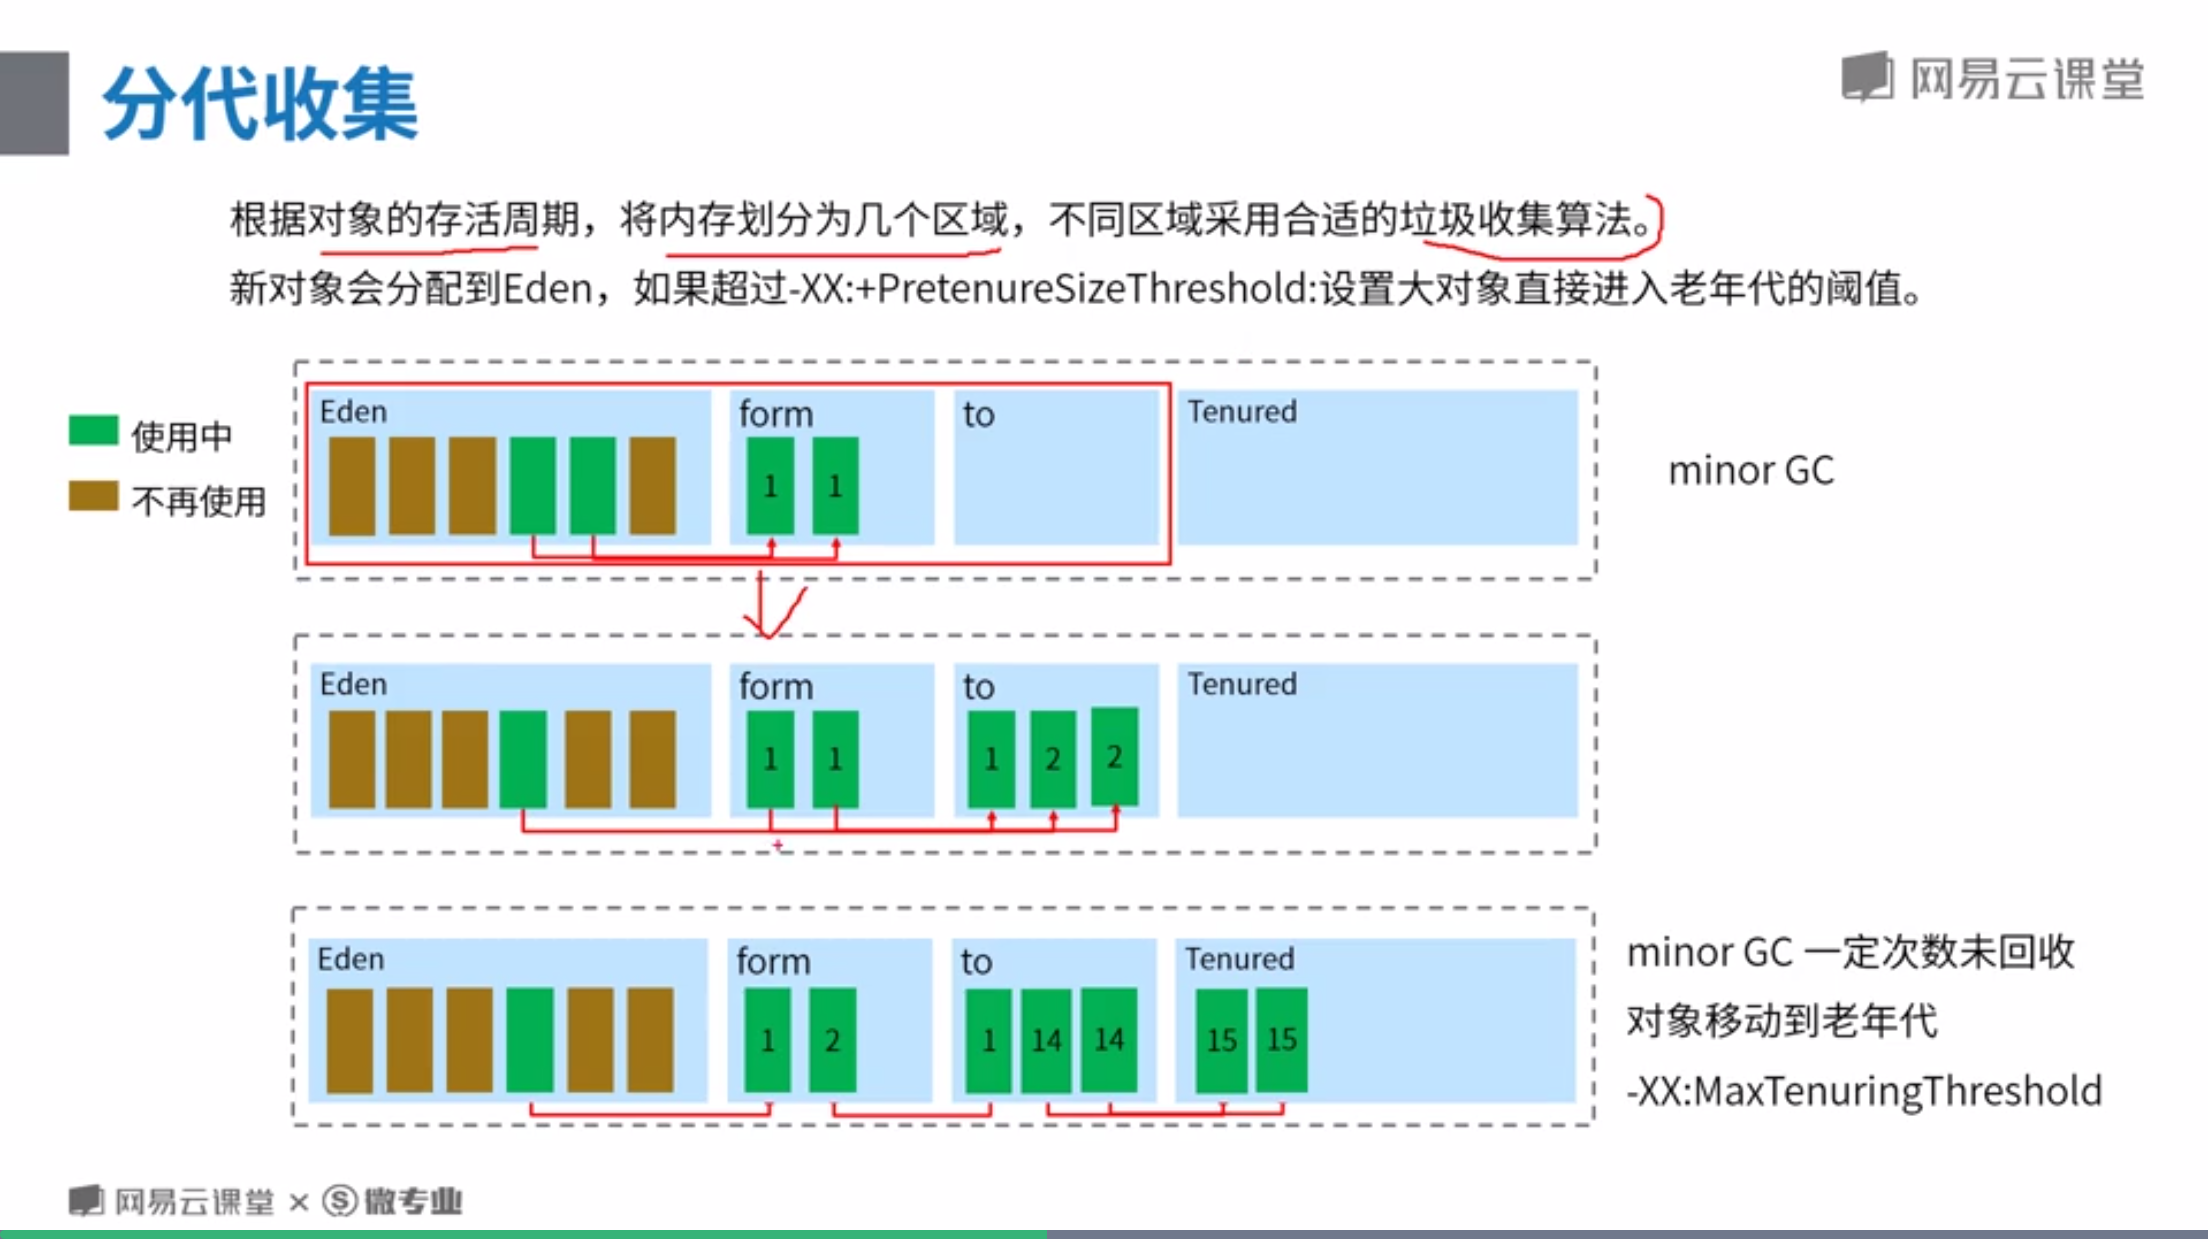 分代收集
网易云课堂
根据对象的存活周期，将内存划分为几个区域，不同区域采用合适的垃圾收集算法。
新对象会分配到Eden，如果超过-XX:+PretenureSizeThreshold:设置大对象直接进入老年代的阈值。
使用中
不再使用
Eden
form
to
Tenured
1
1
minor GC
Eden
form
to
Tenured
1
1
1
2
2
Eden
form
to
Tenured
1
2
1
14
14
15
15
minor GC 一定次数未回收
对象移动到老年代
-XX:MaxTenuringThreshold
网易云课堂 × 微专业